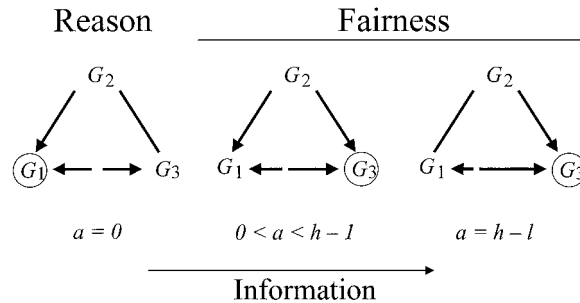 Reason Fairness
G2 G2 G2
G1 G3 G1 G3 G1 G3
a = 0 0 < a < h – 1 a = h – l
Information